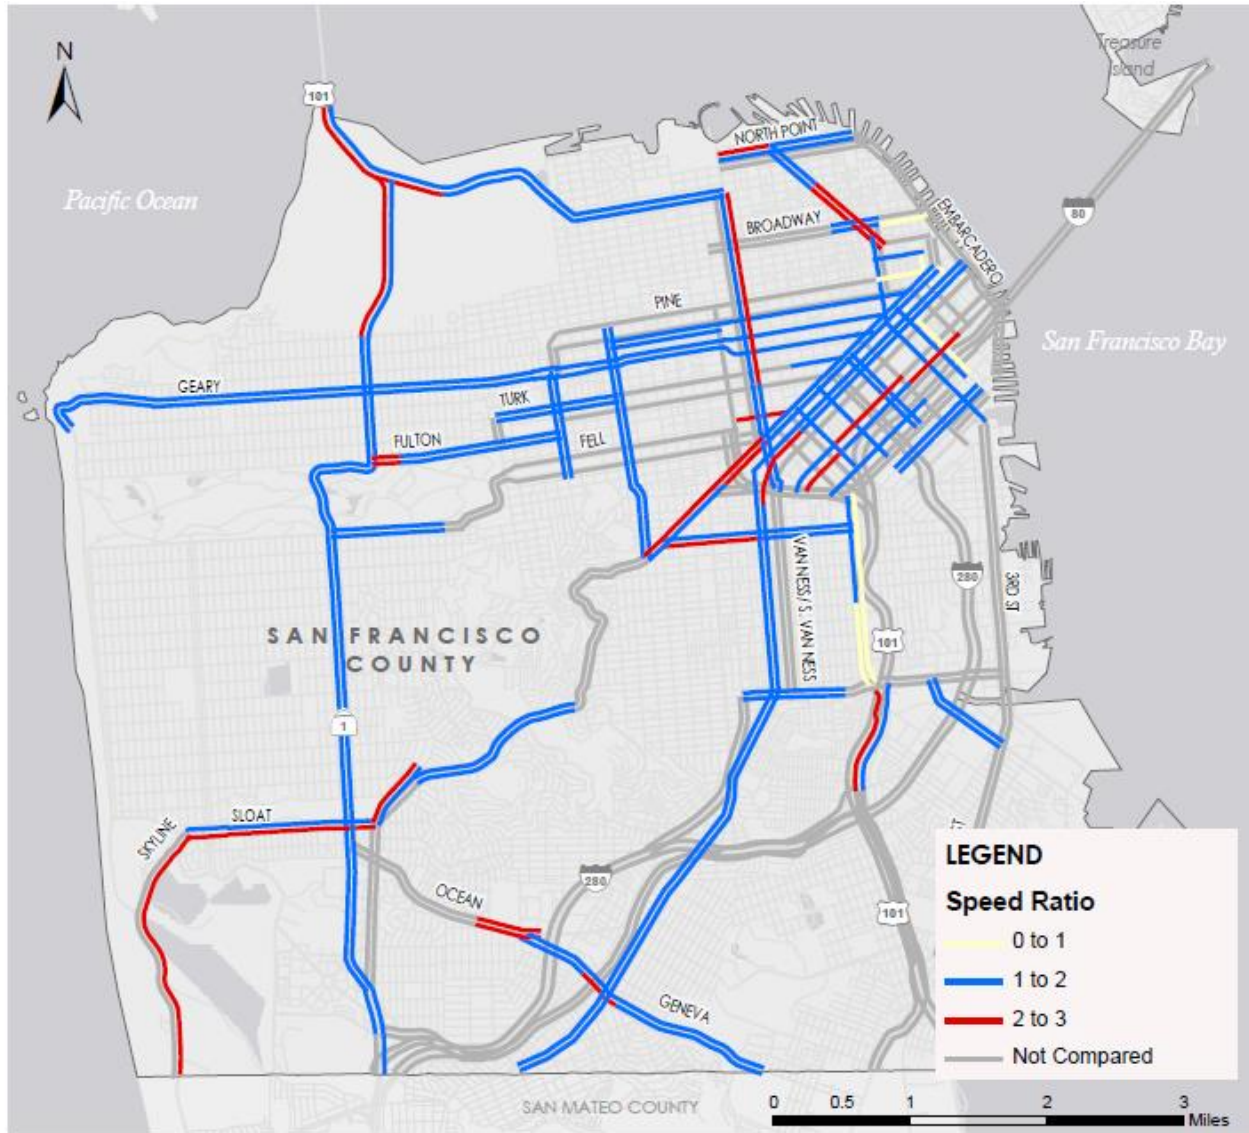 N
Treasure
Island
101
Pacific Ocean
NORTH POINT
80
BROADWAY
EMBARCADERO
PINE
San Francisco Bay
GEARY
TURK
FULTON
FELL
280
3RD ST
VAN NESS / S. VAN NESS
SAN FRANCISCO
COUNTY
101
1
SLOAT
SKYLINE
280
OCEAN
101
GENEVA
LEGEND
Speed Ratio
0 to 1
1 to 2
2 to 3
Not Compared
SAN MATEO COUNTY
0 0.5 1 2 3
Miles